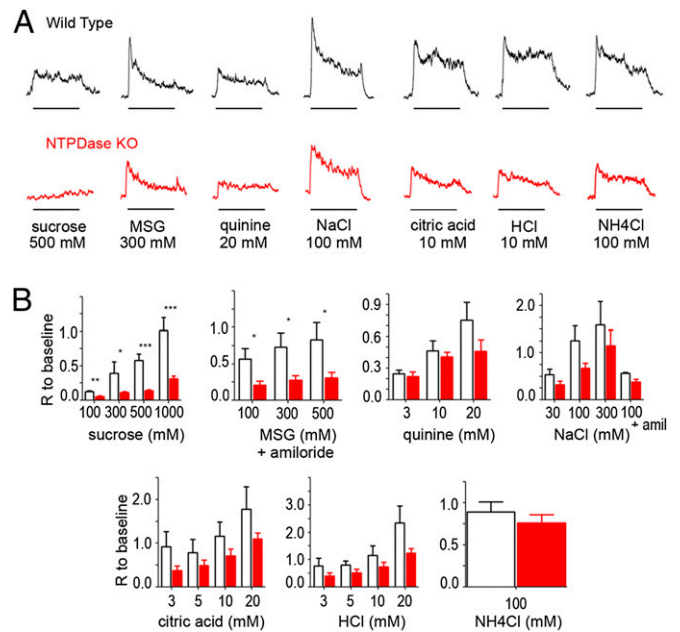 A
Wild Type
NTPDase KO
sucrose MSG quinine NaCl citric acid HCl NH4Cl
500 mM 300 mM 20 mM 100 mM 10 mM 10 mM 100 mM
B
R to baseline
1.0
0.5
0.0
** * *** ***
100 300 500 1000
sucrose (mM)
1.0
0.5
0.0
* * *
100 300 500
MSG (mM)
+ amiloride
0.9
0.6
0.3
0.0
3 10 20
quinine (mM)
2.0
1.0
0.0
30 100 300 100
+ amil
NaCl (mM)
R to baseline
2.0
1.0
0.0
3 5 10 20
citric acid (mM)
3.0
2.0
1.0
0.0
3 5 10 20
HCl (mM)
1.0
0.5
0.0
100
NH4Cl (mM)